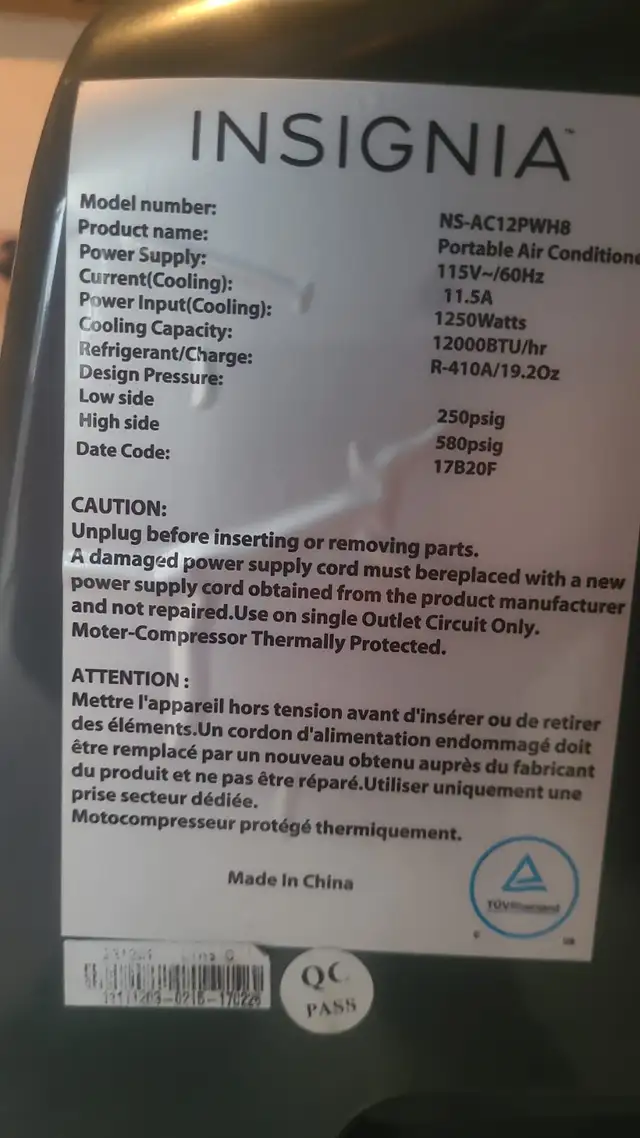 INSIGNIA™
Model number: NS-AC12PWH8
Product name: Portable Air Conditione
Power Supply: 115V~/60Hz
Current(Cooling): 11.5A
Power Input(Cooling): 1250Watts
Cooling Capacity: 12000BTU/hr
Refrigerant/Charge: R-410A/19.2Oz
Design Pressure:
Low side 250psig
High side 580psig
Date Code: 17B20F
CAUTION:
Unplug before inserting or removing parts.
A damaged power supply cord must bereplaced with a new
power supply cord obtained from the product manufacturer
and not repaired.Use on single Outlet Circuit Only.
Moter-Compressor Thermally Protected.
ATTENTION :
Mettre l'appareil hors tension avant d'insérer ou de retirer
des éléments.Un cordon d'alimentation endommagé doit
être remplacé par un nouveau obtenu auprès du fabricant
du produit et ne pas être réparé.Utiliser uniquement une
prise secteur dédiée.
Motocompresseur protégé thermiquement.
Made In China
TÜVRheinland
QC
PASS